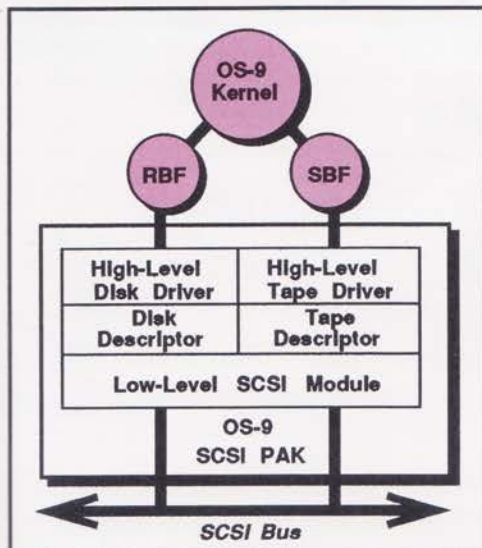 OS-9
Kernel
RBF
SBF
High-Level
Disk Driver
High-Level
Tape Driver
Disk
Descriptor
Tape
Descriptor
Low-Level SCSI Module
OS-9
SCSI PAK
SCSI Bus